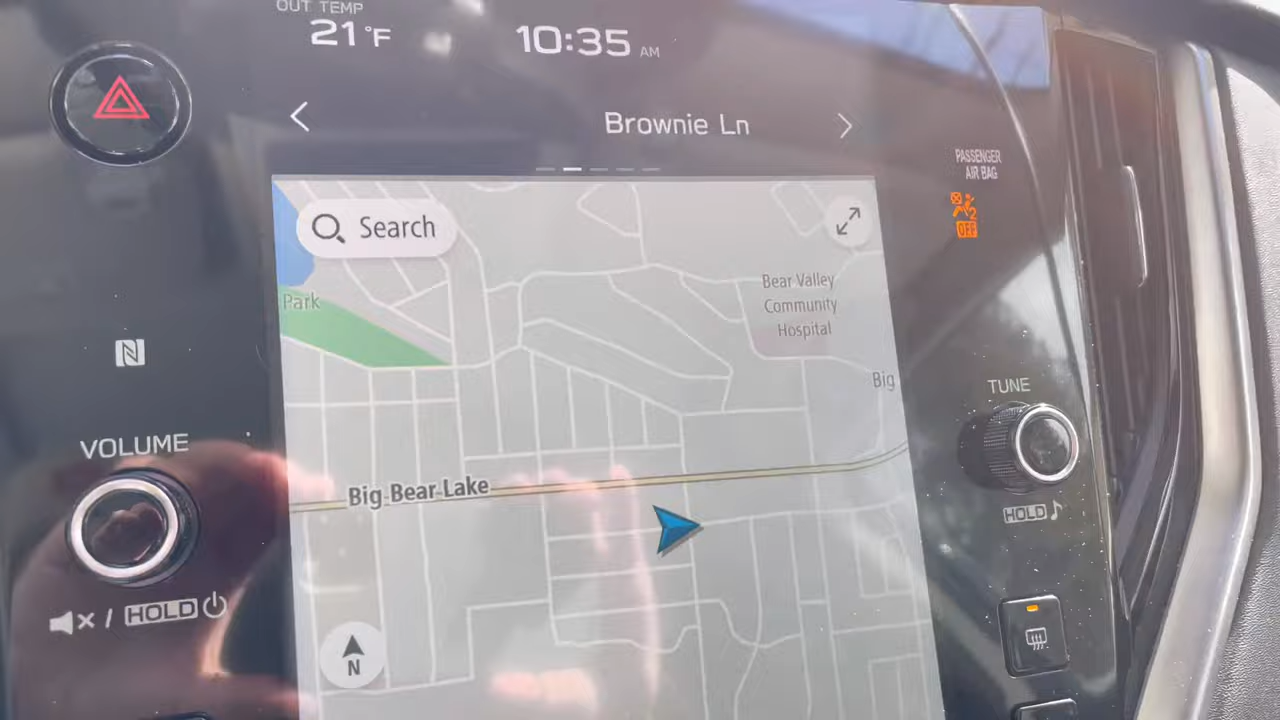 OUT TEMP
21°F
10:35 AM
Brownie Ln
PASSENGER
AIR BAG
2
OFF
Search
Park
Bear Valley
Community
Hospital
Big
TUNE
VOLUME
Big Bear Lake
HOLD
/ HOLD
N